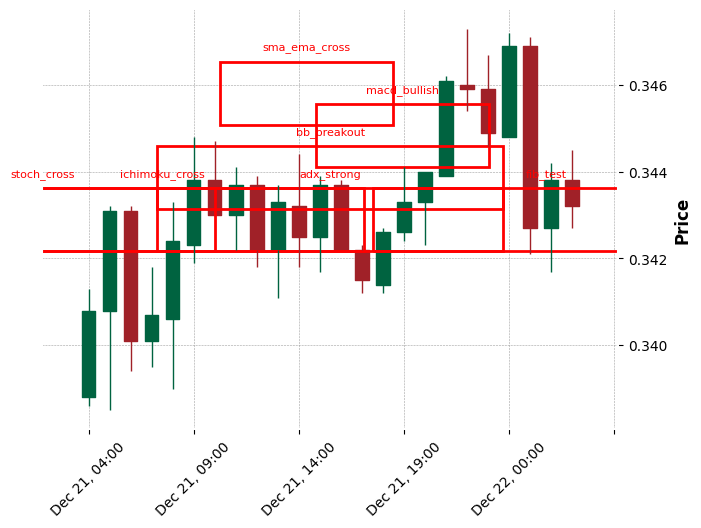 sma_ema_cross
macd_bullish
bb_breakout
stoch_cross
ichimoku_cross
adx_strong
_test
0.346
0.344
0.342
0.340
Price
Dec 21, 04:00
Dec 21, 09:00
Dec 21, 14:00
Dec 21, 19:00
Dec 22, 00:00